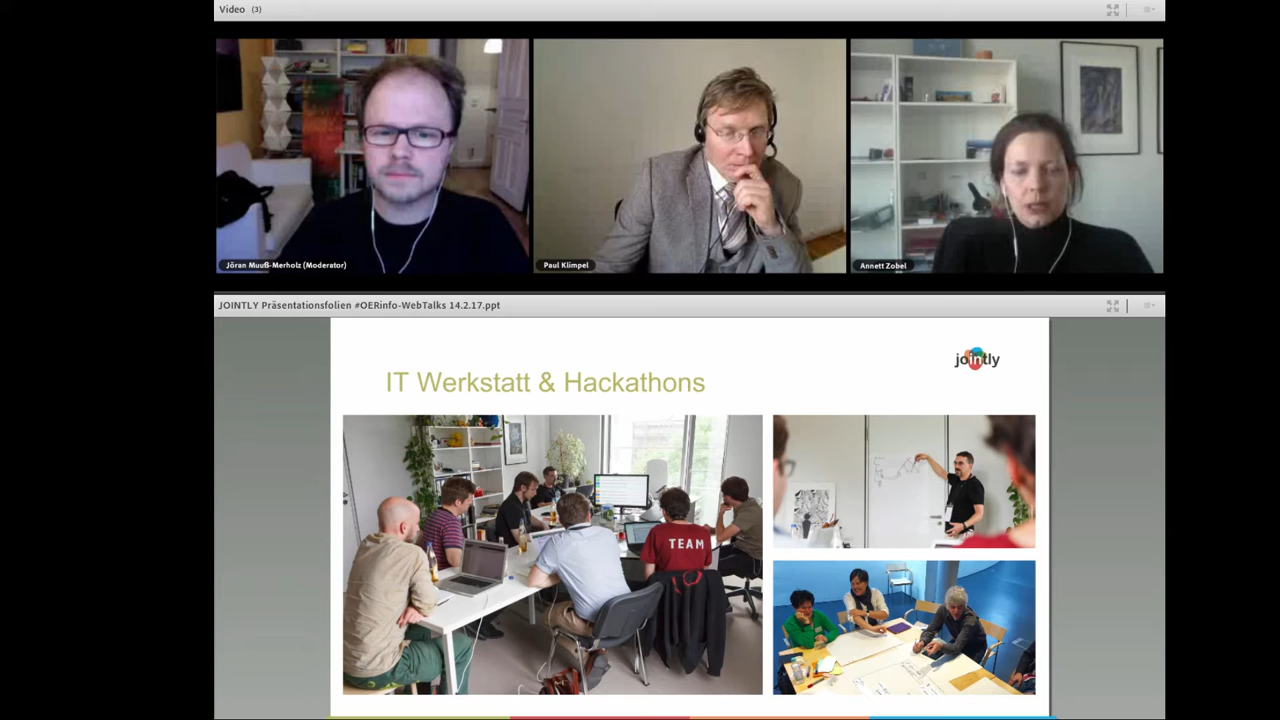 Video (3)
Jöran Muuß-Merholz (Moderator)
Paul Klimpel
Annett Zobel
JOINTLY Präsentationsfolien #OERinfo-WebTalks 14.2.17.ppt
jointly
IT Werkstatt & Hackathons
TEAM